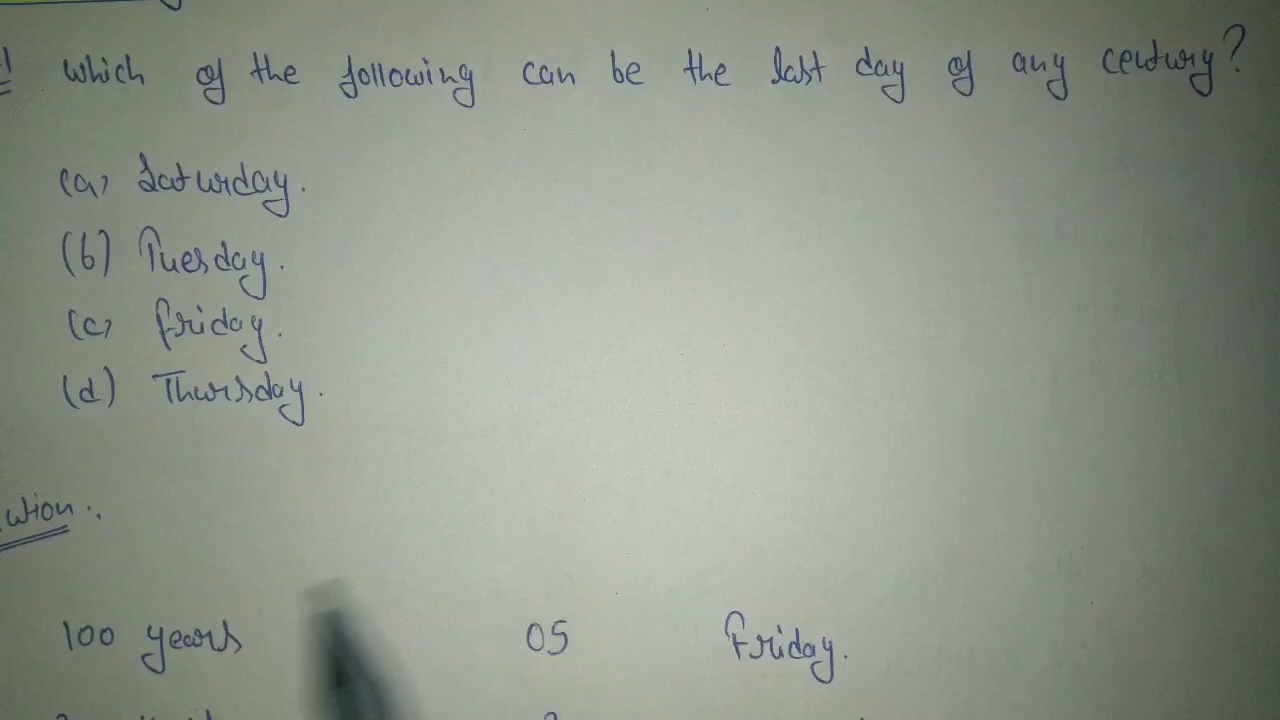 Which of the following can be the last day of any century?
(a) Saturday.
(b) Tuesday.
(c) Friday.
(d) Thursday.
100 years 05 Friday.